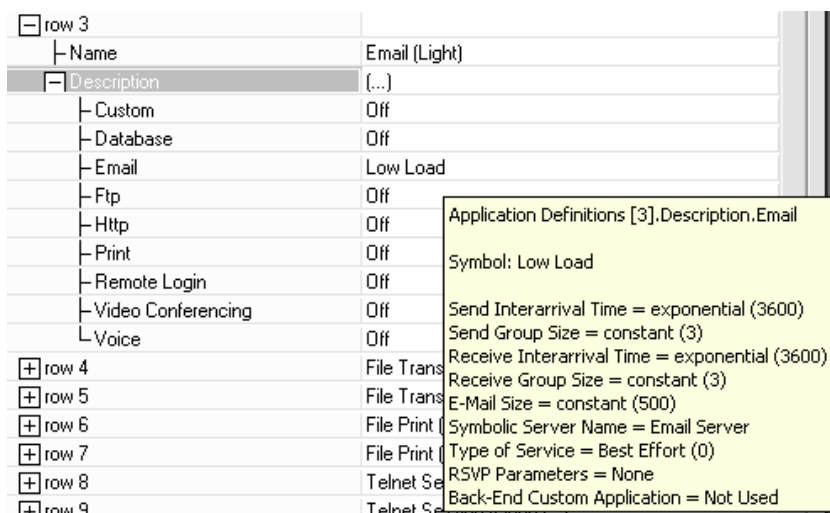 row 3
Name Email (Light)
Description (...)
Custom Off
Database Off
Email Low Load
Ftp Off
Http Off
Print Off
Remote Login Off
Video Conferencing Off
Voice Off
row 4 File Trans
row 5 File Trans
row 6 File Print (
row 7 File Print (
row 8 Telnet Se
row 9 Telnet Se
Application Definitions [3].Description.Email
Symbol: Low Load
Send Interarrival Time = exponential (3600)
Send Group Size = constant (3)
Receive Interarrival Time = exponential (3600)
Receive Group Size = constant (3)
E-Mail Size = constant (500)
Symbolic Server Name = Email Server
Type of Service = Best Effort (0)
RSVP Parameters = None
Back-End Custom Application = Not Used